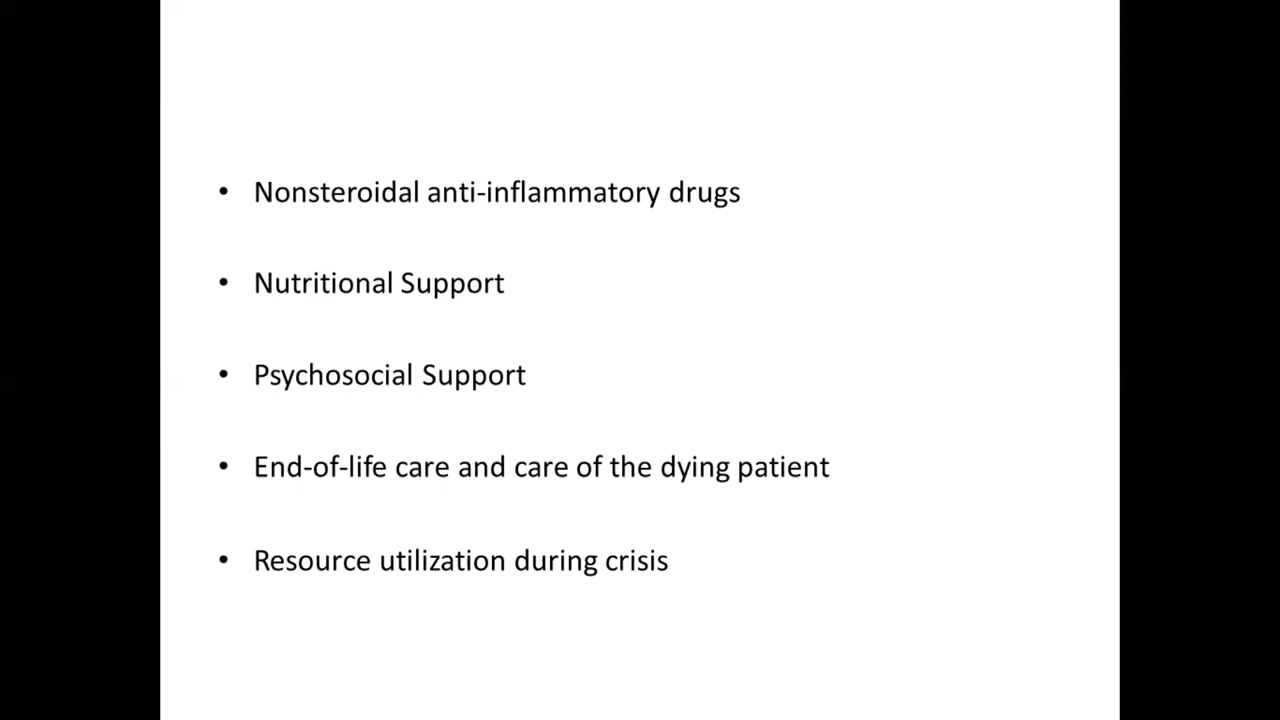 • Nonsteroidal anti-inflammatory drugs
• Nutritional Support
• Psychosocial Support
• End-of-life care and care of the dying patient
• Resource utilization during crisis